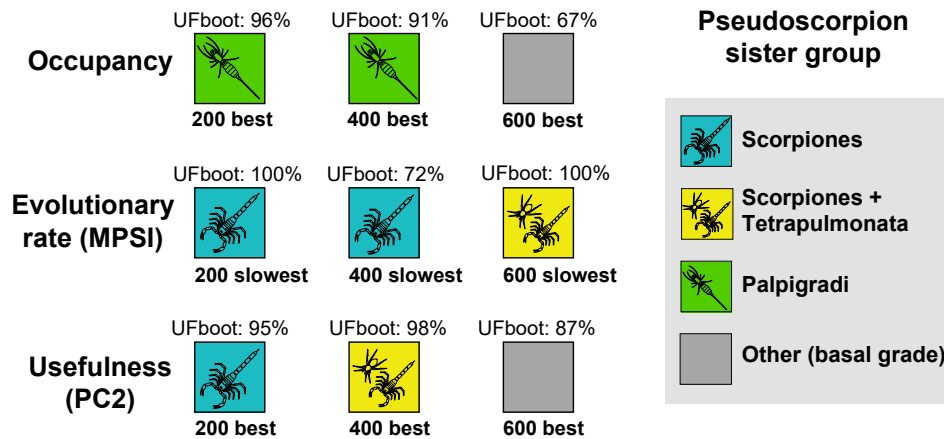 UFboot: 96%
UFboot: 91%
UFboot: 67%
Occupancy
200 best
400 best
600 best
UFboot: 100%
UFboot: 72%
UFboot: 100%
Evolutionary
rate (MPSI)
200 slowest
400 slowest
600 slowest
UFboot: 95%
UFboot: 98%
UFboot: 87%
Usefulness
(PC2)
200 best
400 best
600 best
Pseudoscorpion
sister group
Scorpiones
Scorpiones +
Tetrapulmonata
Palpigradi
Other (basal grade)